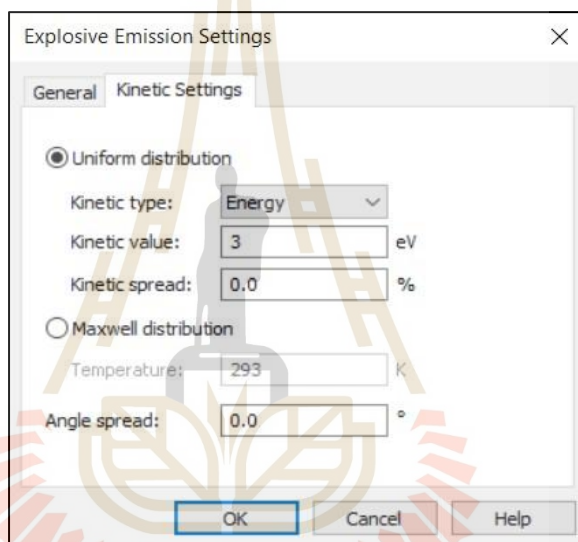 Explosive Emission Settings
General Kinetic Settings
Uniform distribution
Kinetic type: Energy
Kinetic value: 3 eV
Kinetic spread: 0.0 %
Maxwell distribution
Temperature: 293 K
Angle spread: 0.0 °
OK Cancel Help